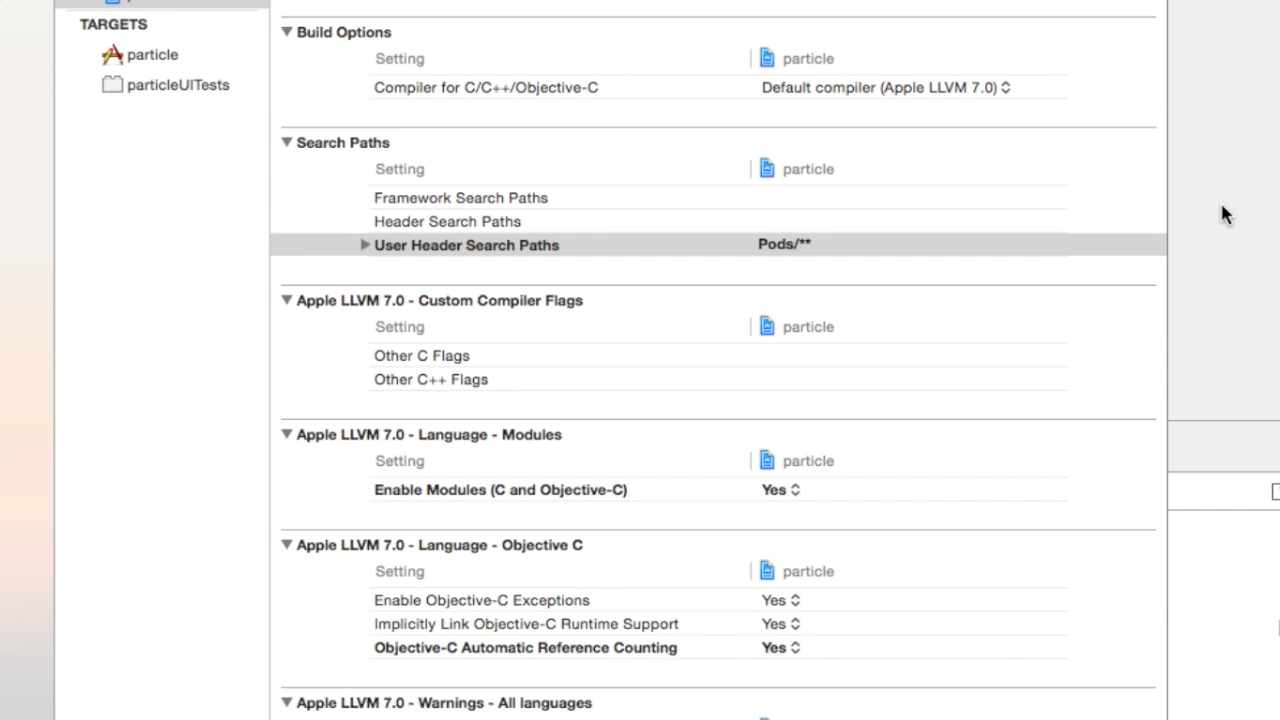 TARGETS
particle
particleUITests
Build Options
Setting particle
Compiler for C/C++/Objective-C Default compiler (Apple LLVM 7.0)
Search Paths
Setting particle
Framework Search Paths
Header Search Paths
User Header Search Paths Pods/**
Apple LLVM 7.0 - Custom Compiler Flags
Setting particle
Other C Flags
Other C++ Flags
Apple LLVM 7.0 - Language - Modules
Setting particle
Enable Modules (C and Objective-C) Yes
Apple LLVM 7.0 - Language - Objective C
Setting particle
Enable Objective-C Exceptions Yes
Implicitly Link Objective-C Runtime Support Yes
Objective-C Automatic Reference Counting Yes
Apple LLVM 7.0 - Warnings - All languages